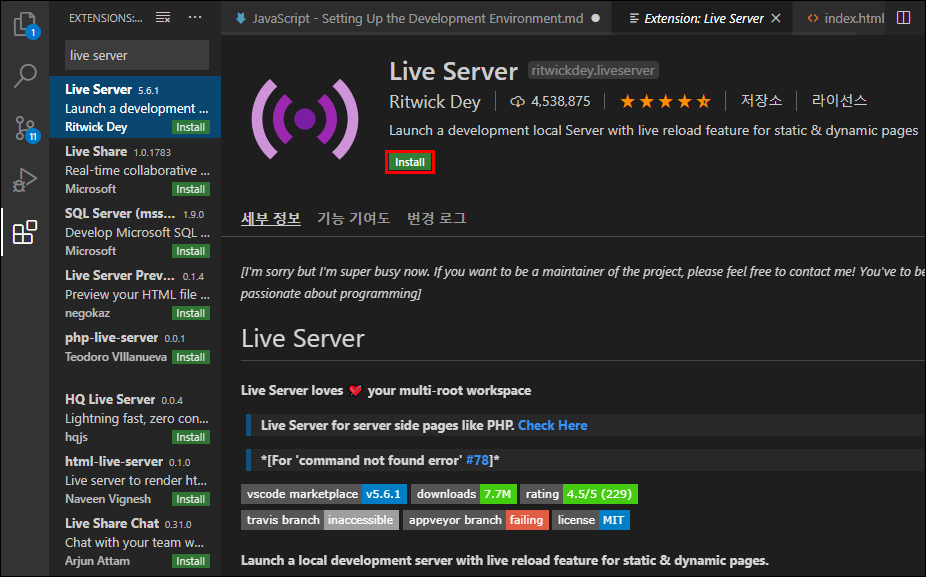 EXTENSIONS:...
JavaScript - Setting Up the Development Environment.md
Extension: Live Server
index.html
1
11
live server
Live Server 5.6.1
Launch a development ...
Ritwick Dey Install
Live Share 1.0.1783
Real-time collaborative ...
Microsoft Install
SQL Server (mss... 1.9.0
Develop Microsoft SQL ...
Microsoft Install
Live Server Prev... 0.1.4
Preview your HTML file ...
negokaz Install
php-live-server 0.0.1
Teodoro VIllanueva Install
HQ Live Server 0.0.4
Lightning fast, zero con...
hqjs Install
html-live-server 0.1.0
Live server to render ht...
Naveen Vignesh Install
Live Share Chat 0.31.0
Chat with your team w...
Arjun Attam Install
Live Server ritwickdey.liveserver
Ritwick Dey 4,538,875 저장소 라이선스
Launch a development local Server with live reload feature for static & dynamic pages
Install
세부 정보 기능 기여도 변경 로그
[I'm sorry but I'm super busy now. If you want to be a maintainer of the project, please feel free to contact me! You've to be
passionate about programming]
Live Server
Live Server loves your multi-root workspace
Live Server for server side pages like PHP. Check Here
*[For 'command not found error' #78]*
vscode marketplace v5.6.1 downloads 7.7M rating 4.5/5 (229)
travis branch inaccessible appveyor branch failing license MIT
Launch a local development server with live reload feature for static & dynamic pages.